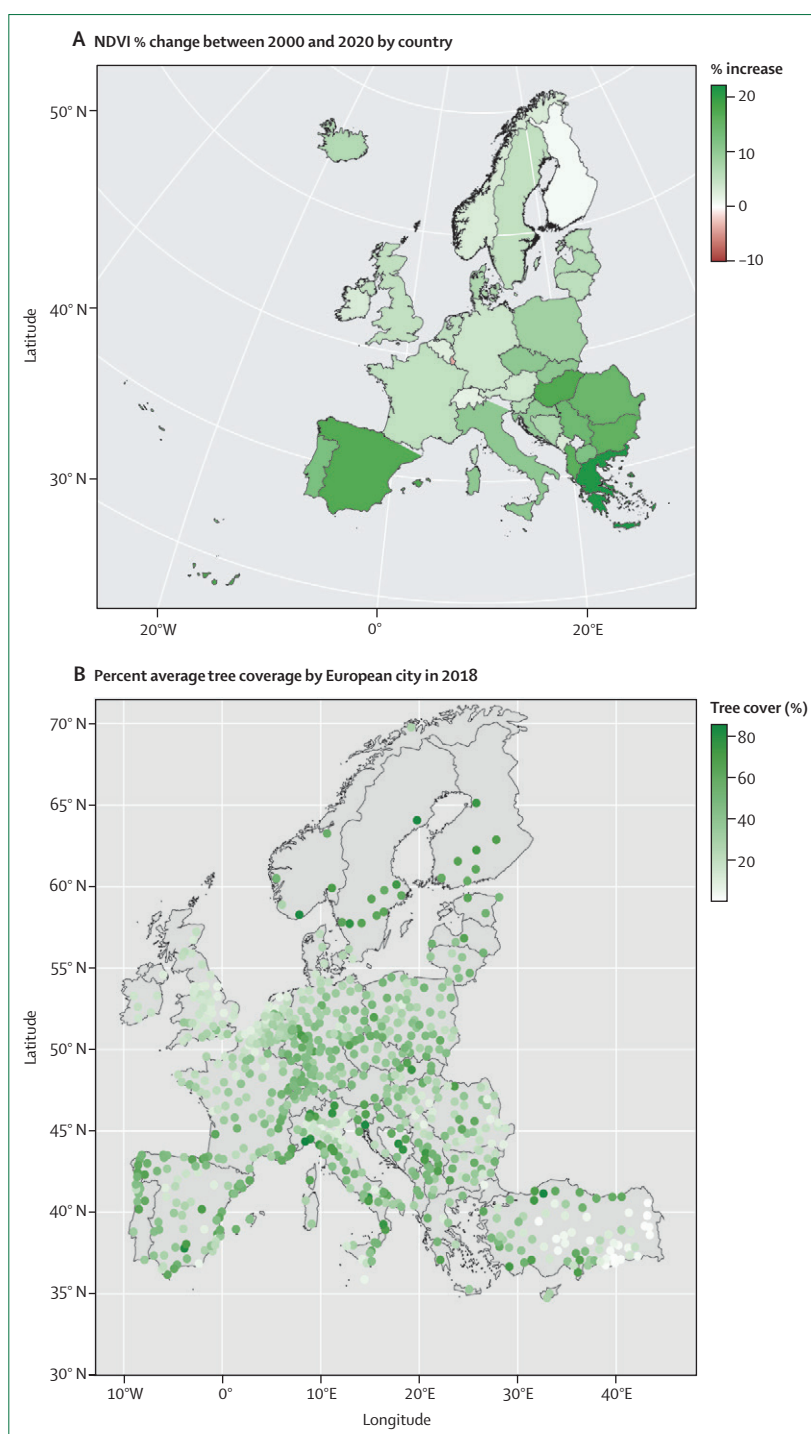 A NDVI % change between 2000 and 2020 by country
% increase
20
10
0
−10
50° N
40° N
30° N
Latitude
20°W
0°
20°E
B Percent average tree coverage by European city in 2018
Tree cover (%)
80
60
40
20
70° N
65° N
60° N
55° N
50° N
45° N
40° N
35° N
30° N
Latitude
10°W
0°
10°E
20°E
30°E
40°E
Longitude